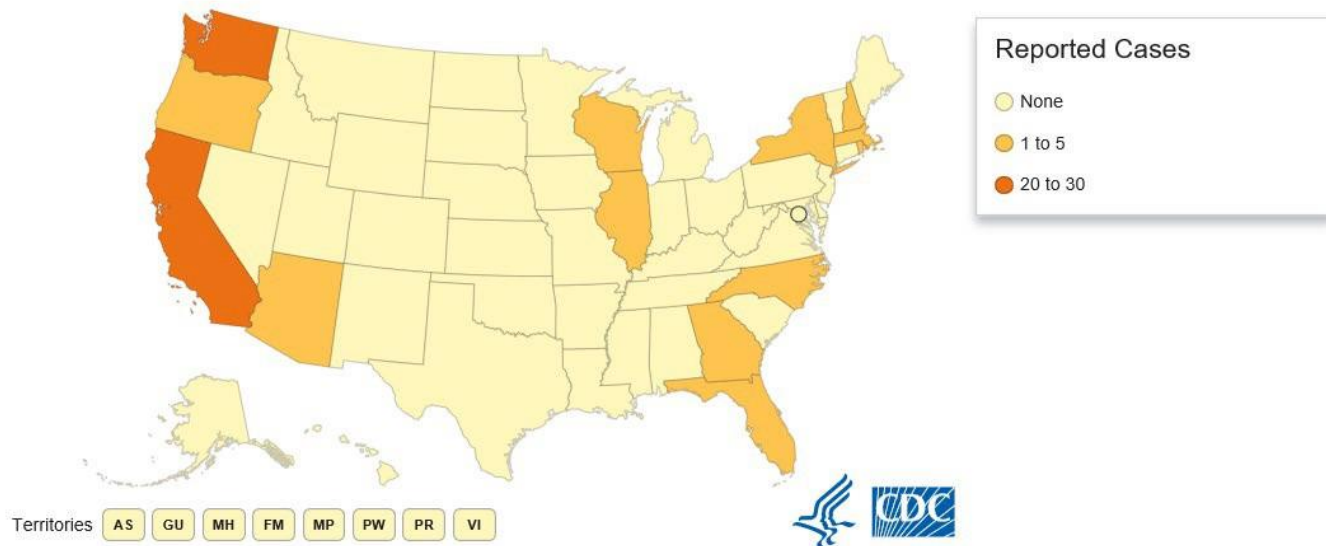 Reported Cases
None
1 to 5
20 to 30
Territories AS GU MH FM MP PW PR VI
CDC